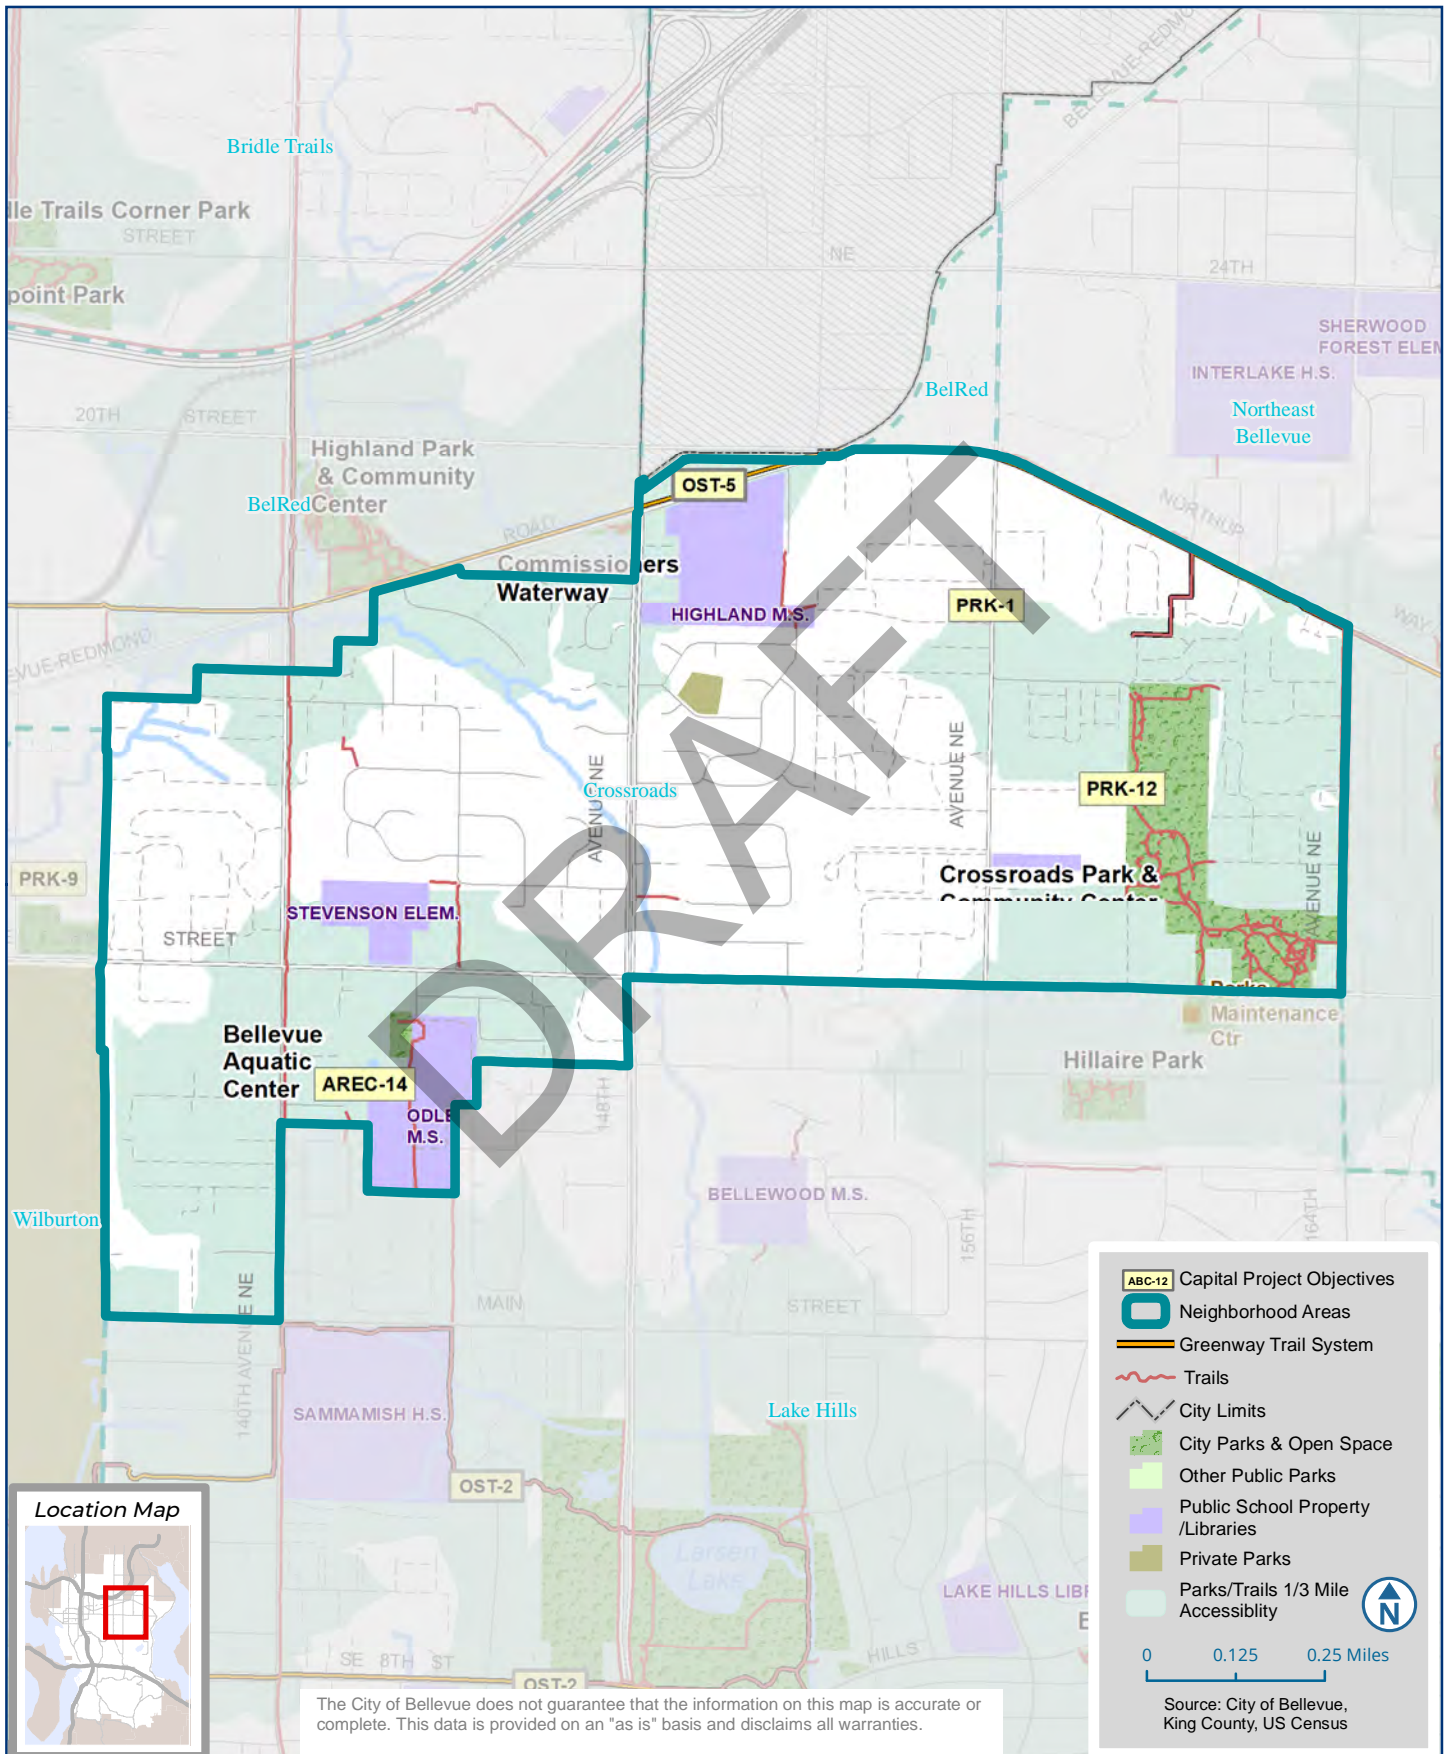 BELLEVUE-REDMO
Bridle Trails
dle Trails Corner Park
STREET
NE
24TH
point Park
SHERWOOD
FOREST ELEM
INTERLAKE H.S.
BelRed
Northeast
Bellevue
20TH
STREET
Highland Park
& Community
Center
BelRed
OST-5
NORTHUP
ROAD
Commissioners
Waterway
HIGHLAND M.S.
PRK-1
WAY
EVUE-REDMOND
AVENUE NE
AVENUE NE
Crossroads
PRK-12
PRK-9
Crossroads Park &
Community Center
AVENUE NE
STEVENSON ELEM.
STREET
Parks
Maintenance
Ctr
Bellevue
Aquatic
Center
AREC-14
ODLE
M.S.
148TH
Hillaire Park
BELLEWOOD M.S.
156TH
164TH
Wilburton
140TH AVENUE NE
MAIN
STREET
SAMMAMISH H.S.
Lake Hills
OST-2
Larsen
Lake
LAKE HILLS LIBR
HILLS
SE 8TH ST
OST-2
DRAFT
ABC-12 Capital Project Objectives
Neighborhood Areas
Greenway Trail System
Trails
City Limits
City Parks & Open Space
Other Public Parks
Public School Property
/Libraries
Private Parks
Parks/Trails 1/3 Mile
Accessiblity
N
0 0.125 0.25 Miles
Source: City of Bellevue,
King County, US Census
Location Map
The City of Bellevue does not guarantee that the information on this map is accurate or
complete. This data is provided on an "as is" basis and disclaims all warranties.